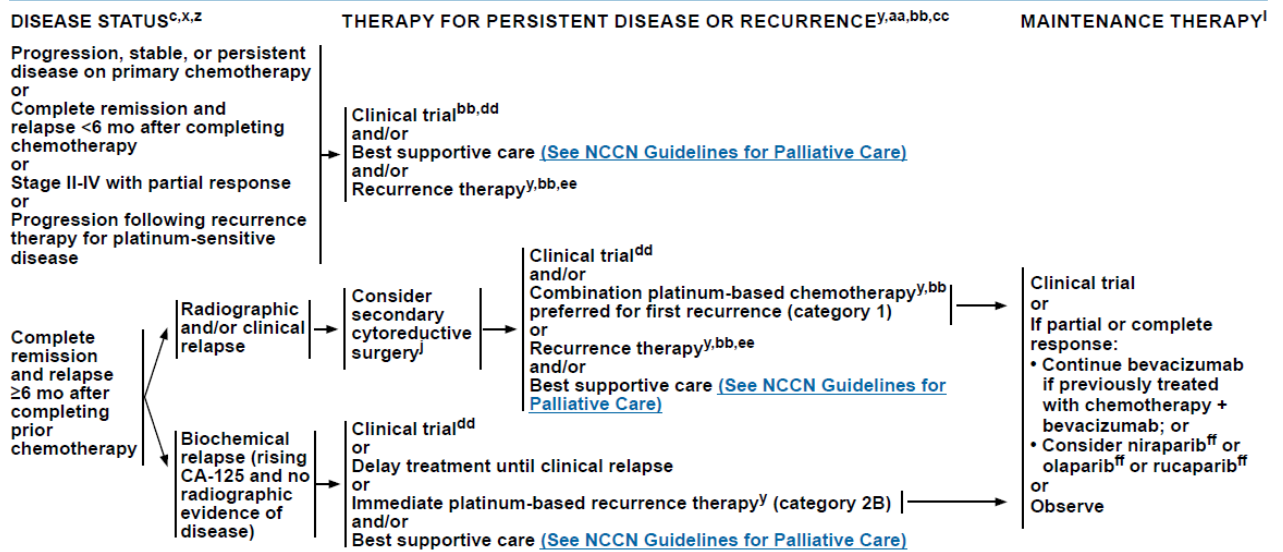 DISEASE STATUSc,x,z
THERAPY FOR PERSISTENT DISEASE OR RECURRENCEy,aa,bb,cc
MAINTENANCE THERAPYl
Progression, stable, or persistent
disease on primary chemotherapy
or
Complete remission and
relapse <6 mo after completing
chemotherapy
or
Stage II-IV with partial response
or
Progression following recurrence
therapy for platinum-sensitive
disease
Clinical trialbb,dd
and/or
Best supportive care (See NCCN Guidelines for Palliative Care)
and/or
Recurrence therapyy,bb,ee
Complete
remission
and relapse
≥6 mo after
completing
prior
chemotherapy
Radiographic
and/or clinical
relapse
Consider
secondary
cytoreductive
surgeryj
Clinical trialdd
and/or
Combination platinum-based chemotherapyy,bb
preferred for first recurrence (category 1)
or
Recurrence therapyy,bb,ee
and/or
Best supportive care (See NCCN Guidelines for
Palliative Care)
Biochemical
relapse (rising
CA-125 and no
radiographic
evidence of
disease)
Clinical trialdd
or
Delay treatment until clinical relapse
or
Immediate platinum-based recurrence therapyy (category 2B)
and/or
Best supportive care (See NCCN Guidelines for Palliative Care)
Clinical trial
or
If partial or complete
response:
• Continue bevacizumab
if previously treated
with chemotherapy +
bevacizumab; or
• Consider niraparibff or
olaparibff or rucaparibff
or
Observe